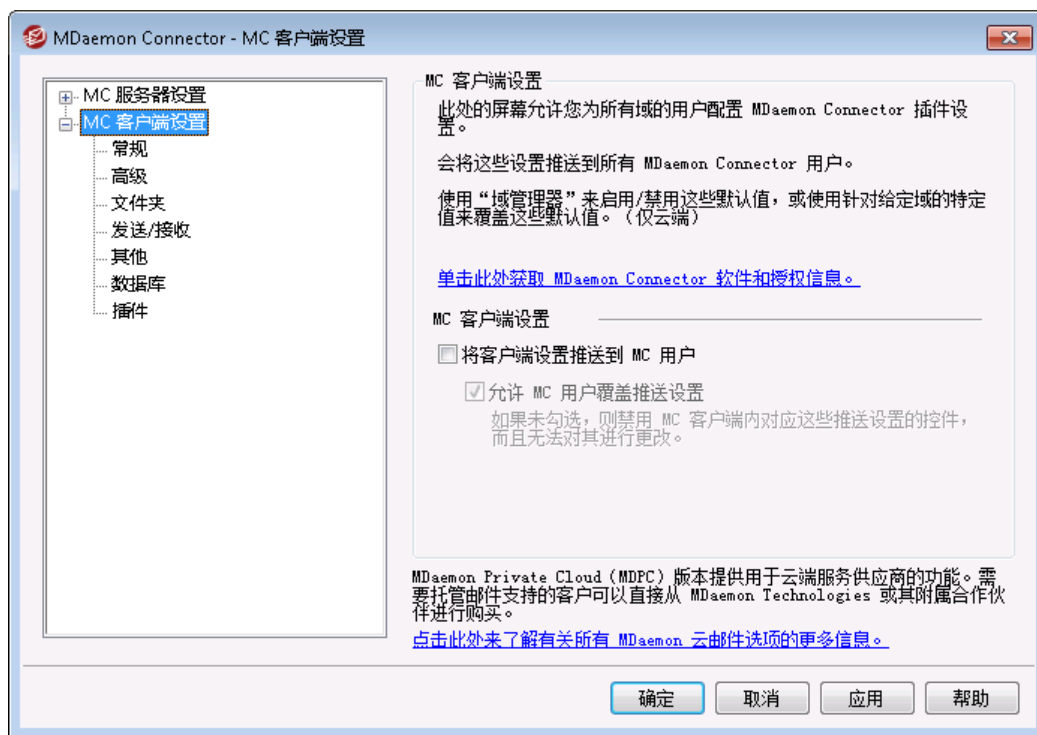 MDaemon Connector - MC 客户端设置
MC 服务器设置
MC 客户端设置
常规
高级
文件夹
发送/接收
其他
数据库
插件
MC 客户端设置
此处的屏幕允许您为所有域的用户配置 MDaemon Connector 插件设
置。
会将这些设置推送到所有 MDaemon Connector 用户。
使用“域管理器”来启用/禁用这些默认值，或使用针对给定域的特定
值来覆盖这些默认值。（仅云端）
单击此处获取 MDaemon Connector 软件和授权信息。
MC 客户端设置
将客户端设置推送到 MC 用户
允许 MC 用户覆盖推送设置
如果未勾选，则禁用 MC 客户端内对应这些推送设置的控件，
而且无法对其进行更改。
MDaemon Private Cloud (MDPC) 版本提供用于云端服务供应商的功能。需
要托管邮件支持的客户可以直接从 MDaemon Technologies 或其附属合作伙
伴进行购买。
点击此处来了解有关所有 MDaemon 云邮件选项的更多信息。
确定
取消
应用
帮助